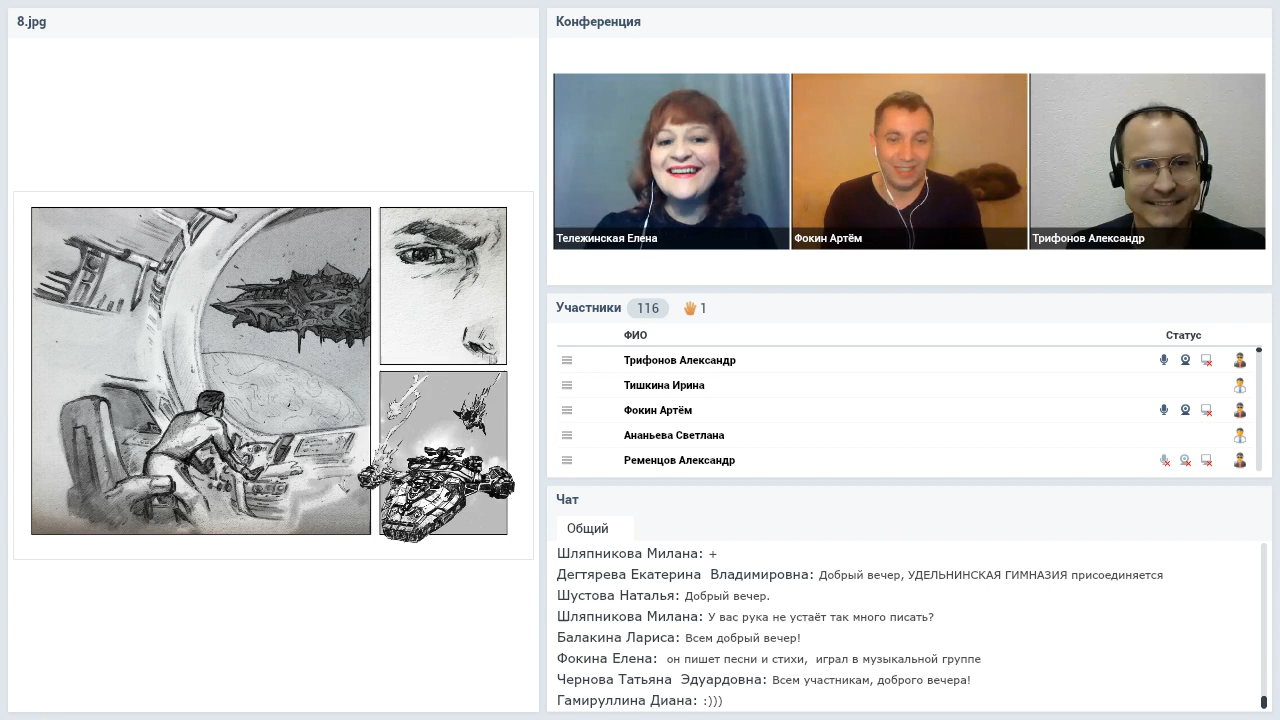 8.jpg
Конференция
Тележинская Елена
Фокин Артём
Трифонов Александр
Участники 116 1
ФИО Статус
Трифонов Александр
Тишкина Ирина
Фокин Артём
Ананьева Светлана
Ременцов Александр
Чат
Общий
Шляпникова Милана: +
Дегтярева Екатерина Владимировна: Добрый вечер, УДЕЛЬНИНСКАЯ ГИМНАЗИЯ присоединяется
Шустова Наталья: Добрый вечер.
Шляпникова Милана: У вас рука не устаёт так много писать?
Балакина Лариса: Всем добрый вечер!
Фокина Елена: он пишет песни и стихи, играл в музыкальной группе
Чернова Татьяна Эдуардовна: Всем участникам, доброго вечера!
Гамируллина Диана: :)))